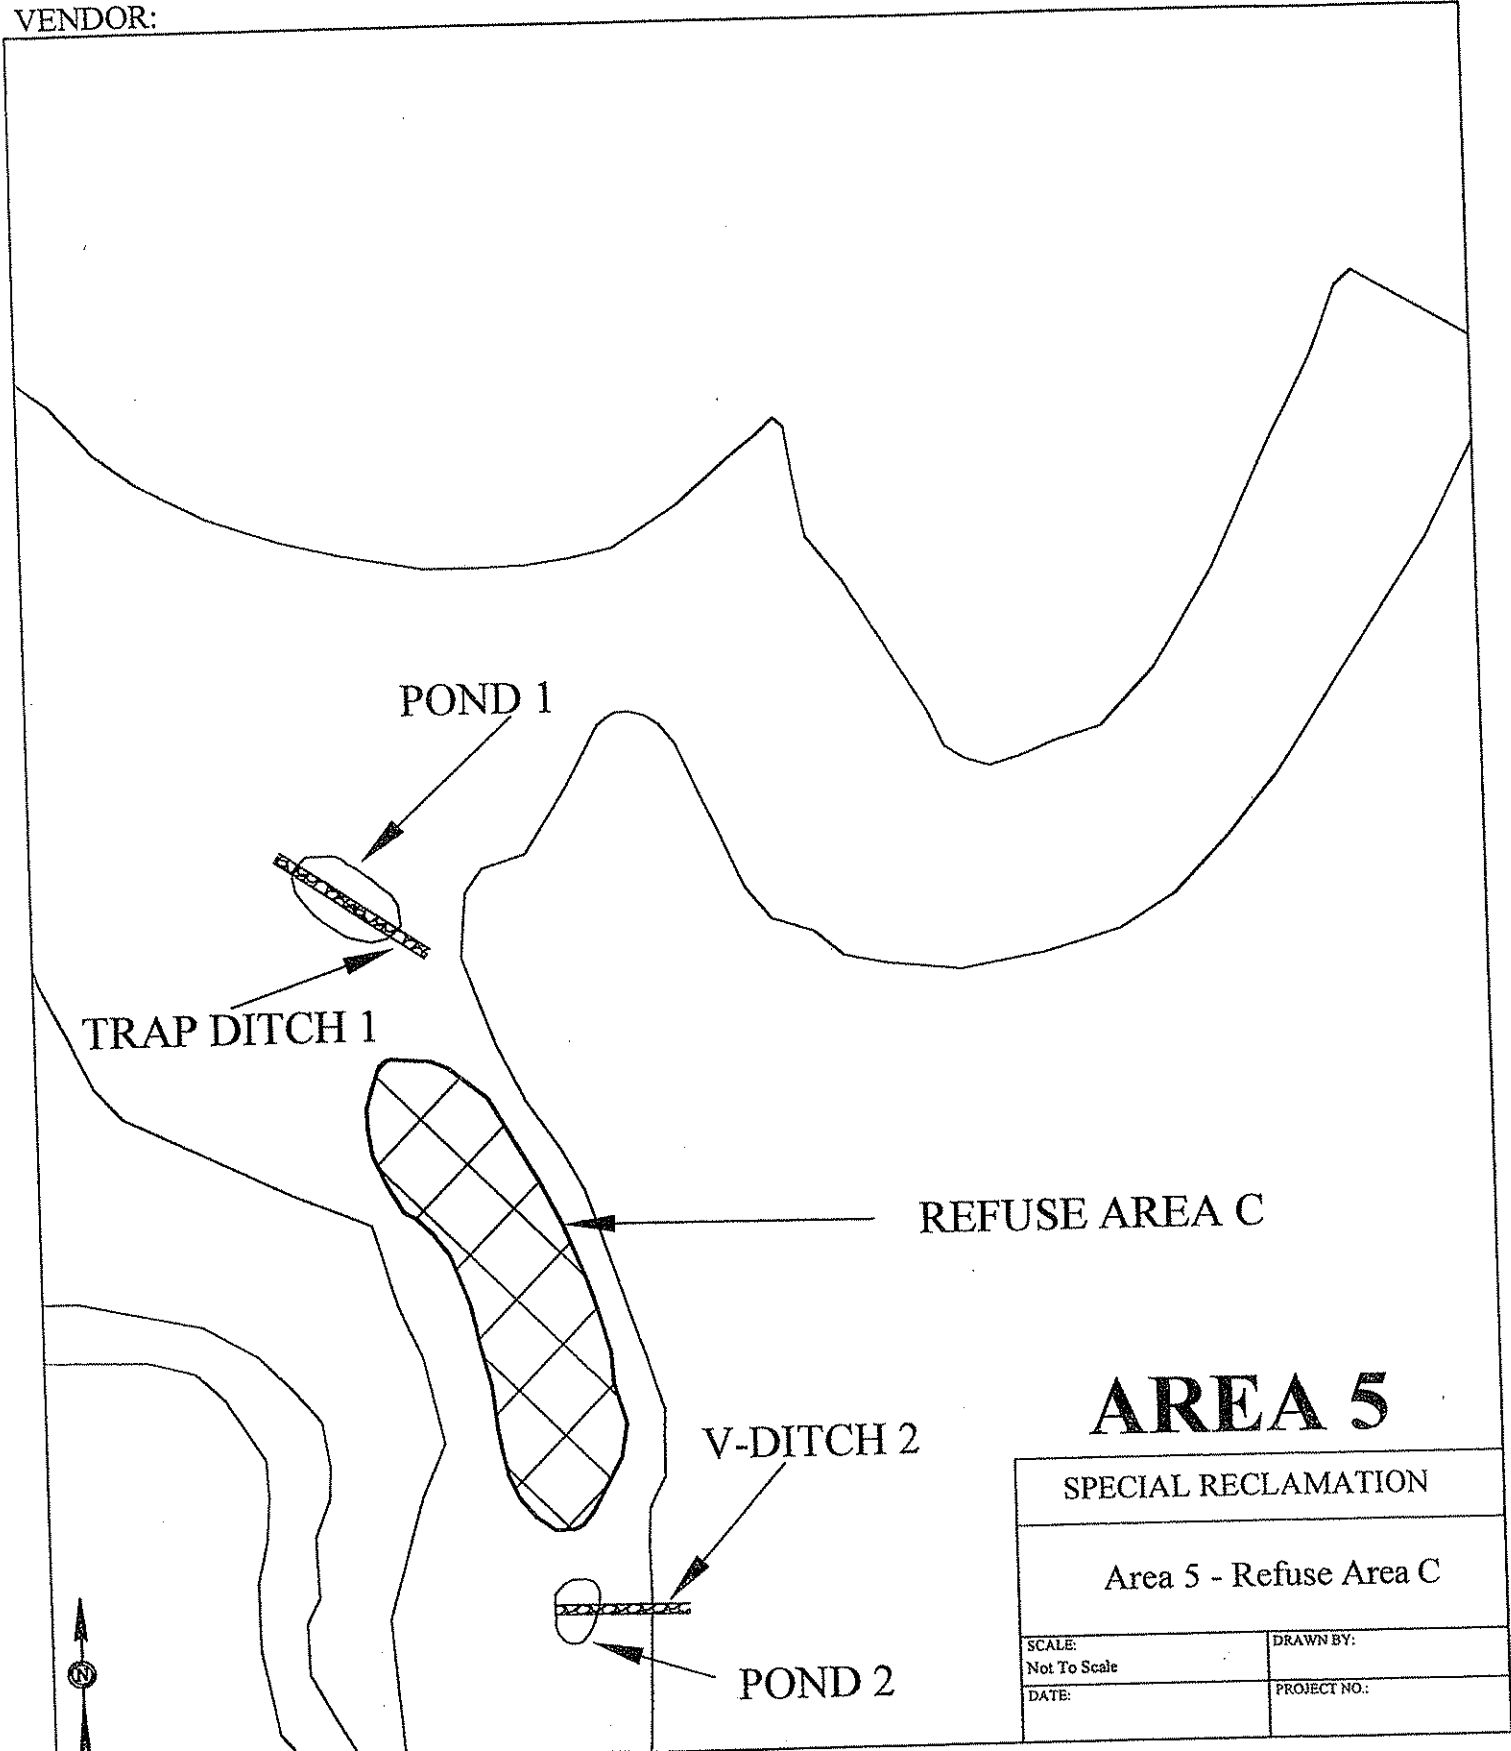 VENDOR:
POND 1
TRAP DITCH 1
REFUSE AREA C
V-DITCH 2
POND 2
N
AREA 5
SPECIAL RECLAMATION
Area 5 - Refuse Area C
SCALE:
Not To Scale
DRAWN BY:
DATE:
PROJECT NO.: